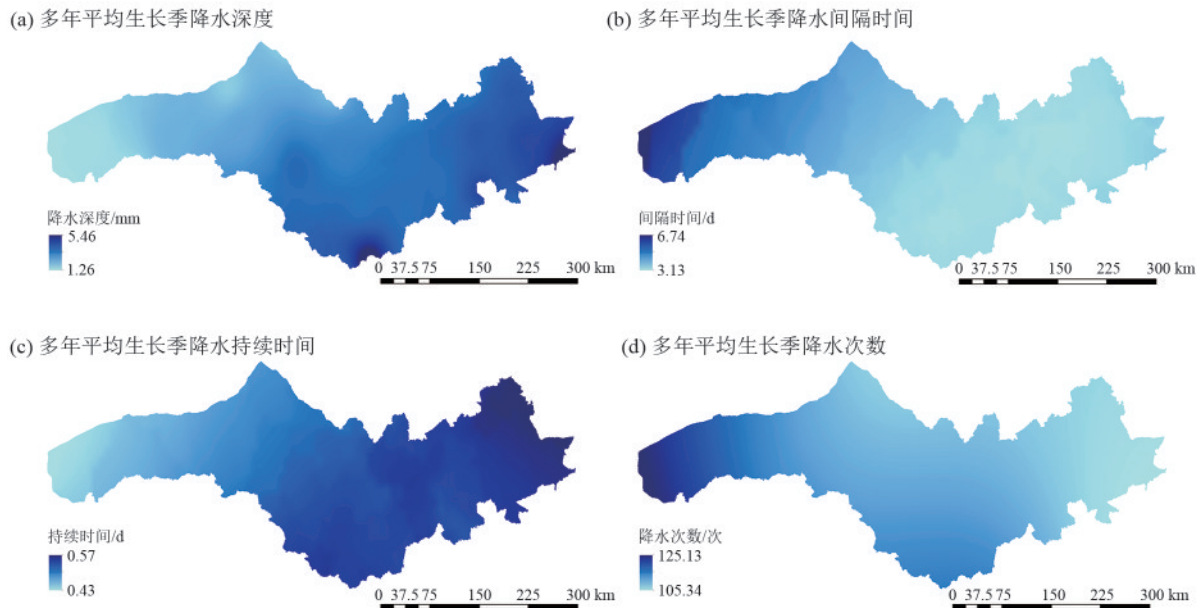 (a) 多年平均生长季降水深度
(b) 多年平均生长季降水间隔时间
降水深度/mm
5.46
1.26
0 37.5 75 150 225 300 km
间隔时间/d
6.74
3.13
0 37.5 75 150 225 300 km
(c) 多年平均生长季降水持续时间
(d) 多年平均生长季降水次数
持续时间/d
0.57
0.43
0 37.5 75 150 225 300 km
降水次数/次
125.13
105.34
0 37.5 75 150 225 300 km